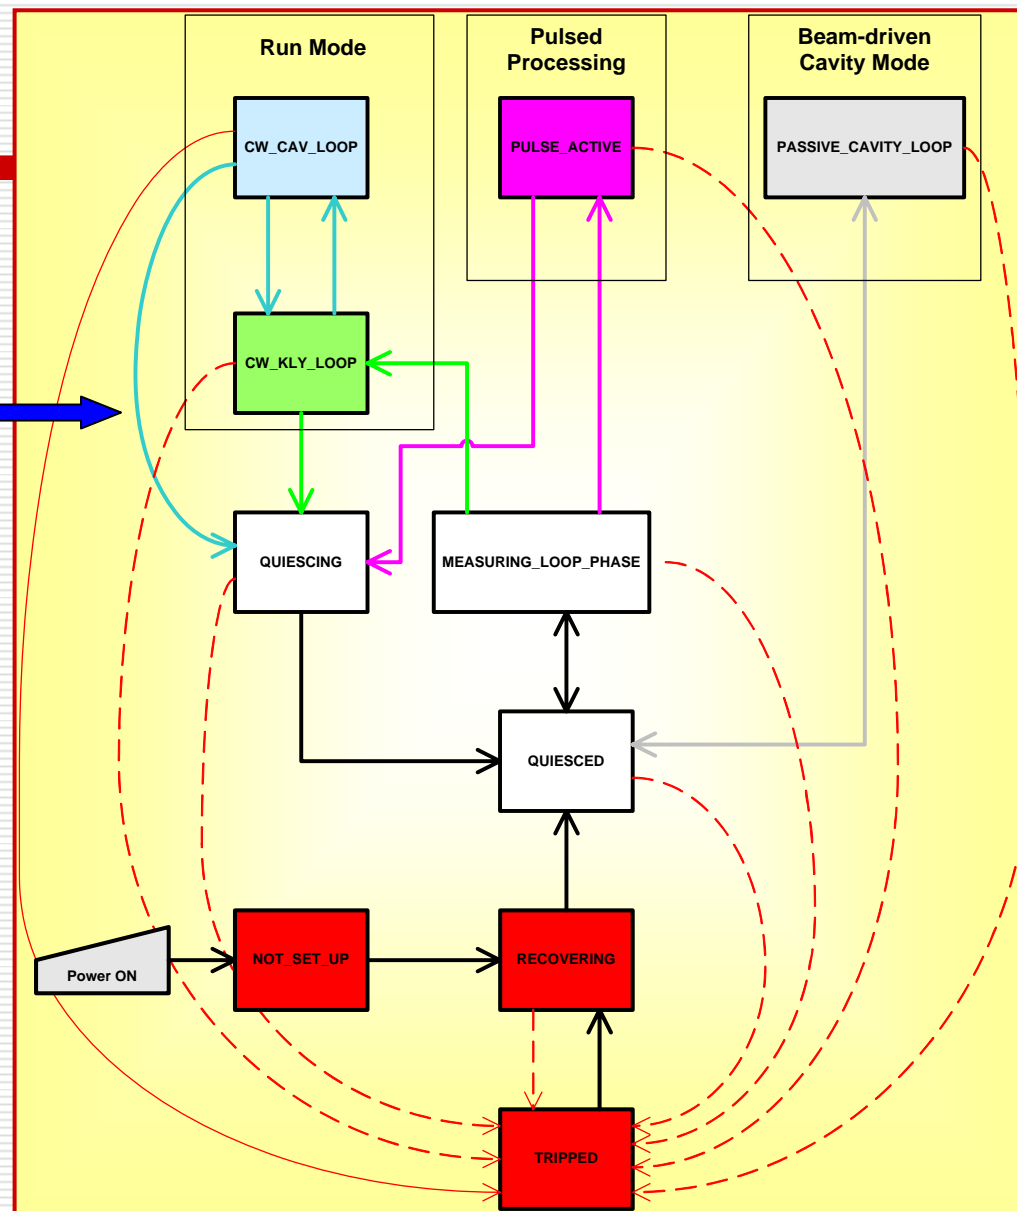 Run Mode
Pulsed
Processing
Beam-driven
Cavity Mode
CW_CAV_LOOP
PULSE_ACTIVE
PASSIVE_CAVITY_LOOP
CW_KLY_LOOP
QUIESCING
MEASURING_LOOP_PHASE
QUIESCED
Power ON
NOT_SET_UP
RECOVERING
TRIPPED